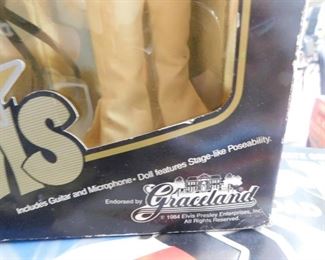 VIS
Includes Guitar and Microphone • Doll features Stage-like Poseability.
Endorsed by Graceland
© 1984 Elvis Presley Enterprises, Inc.
All Rights Reserved